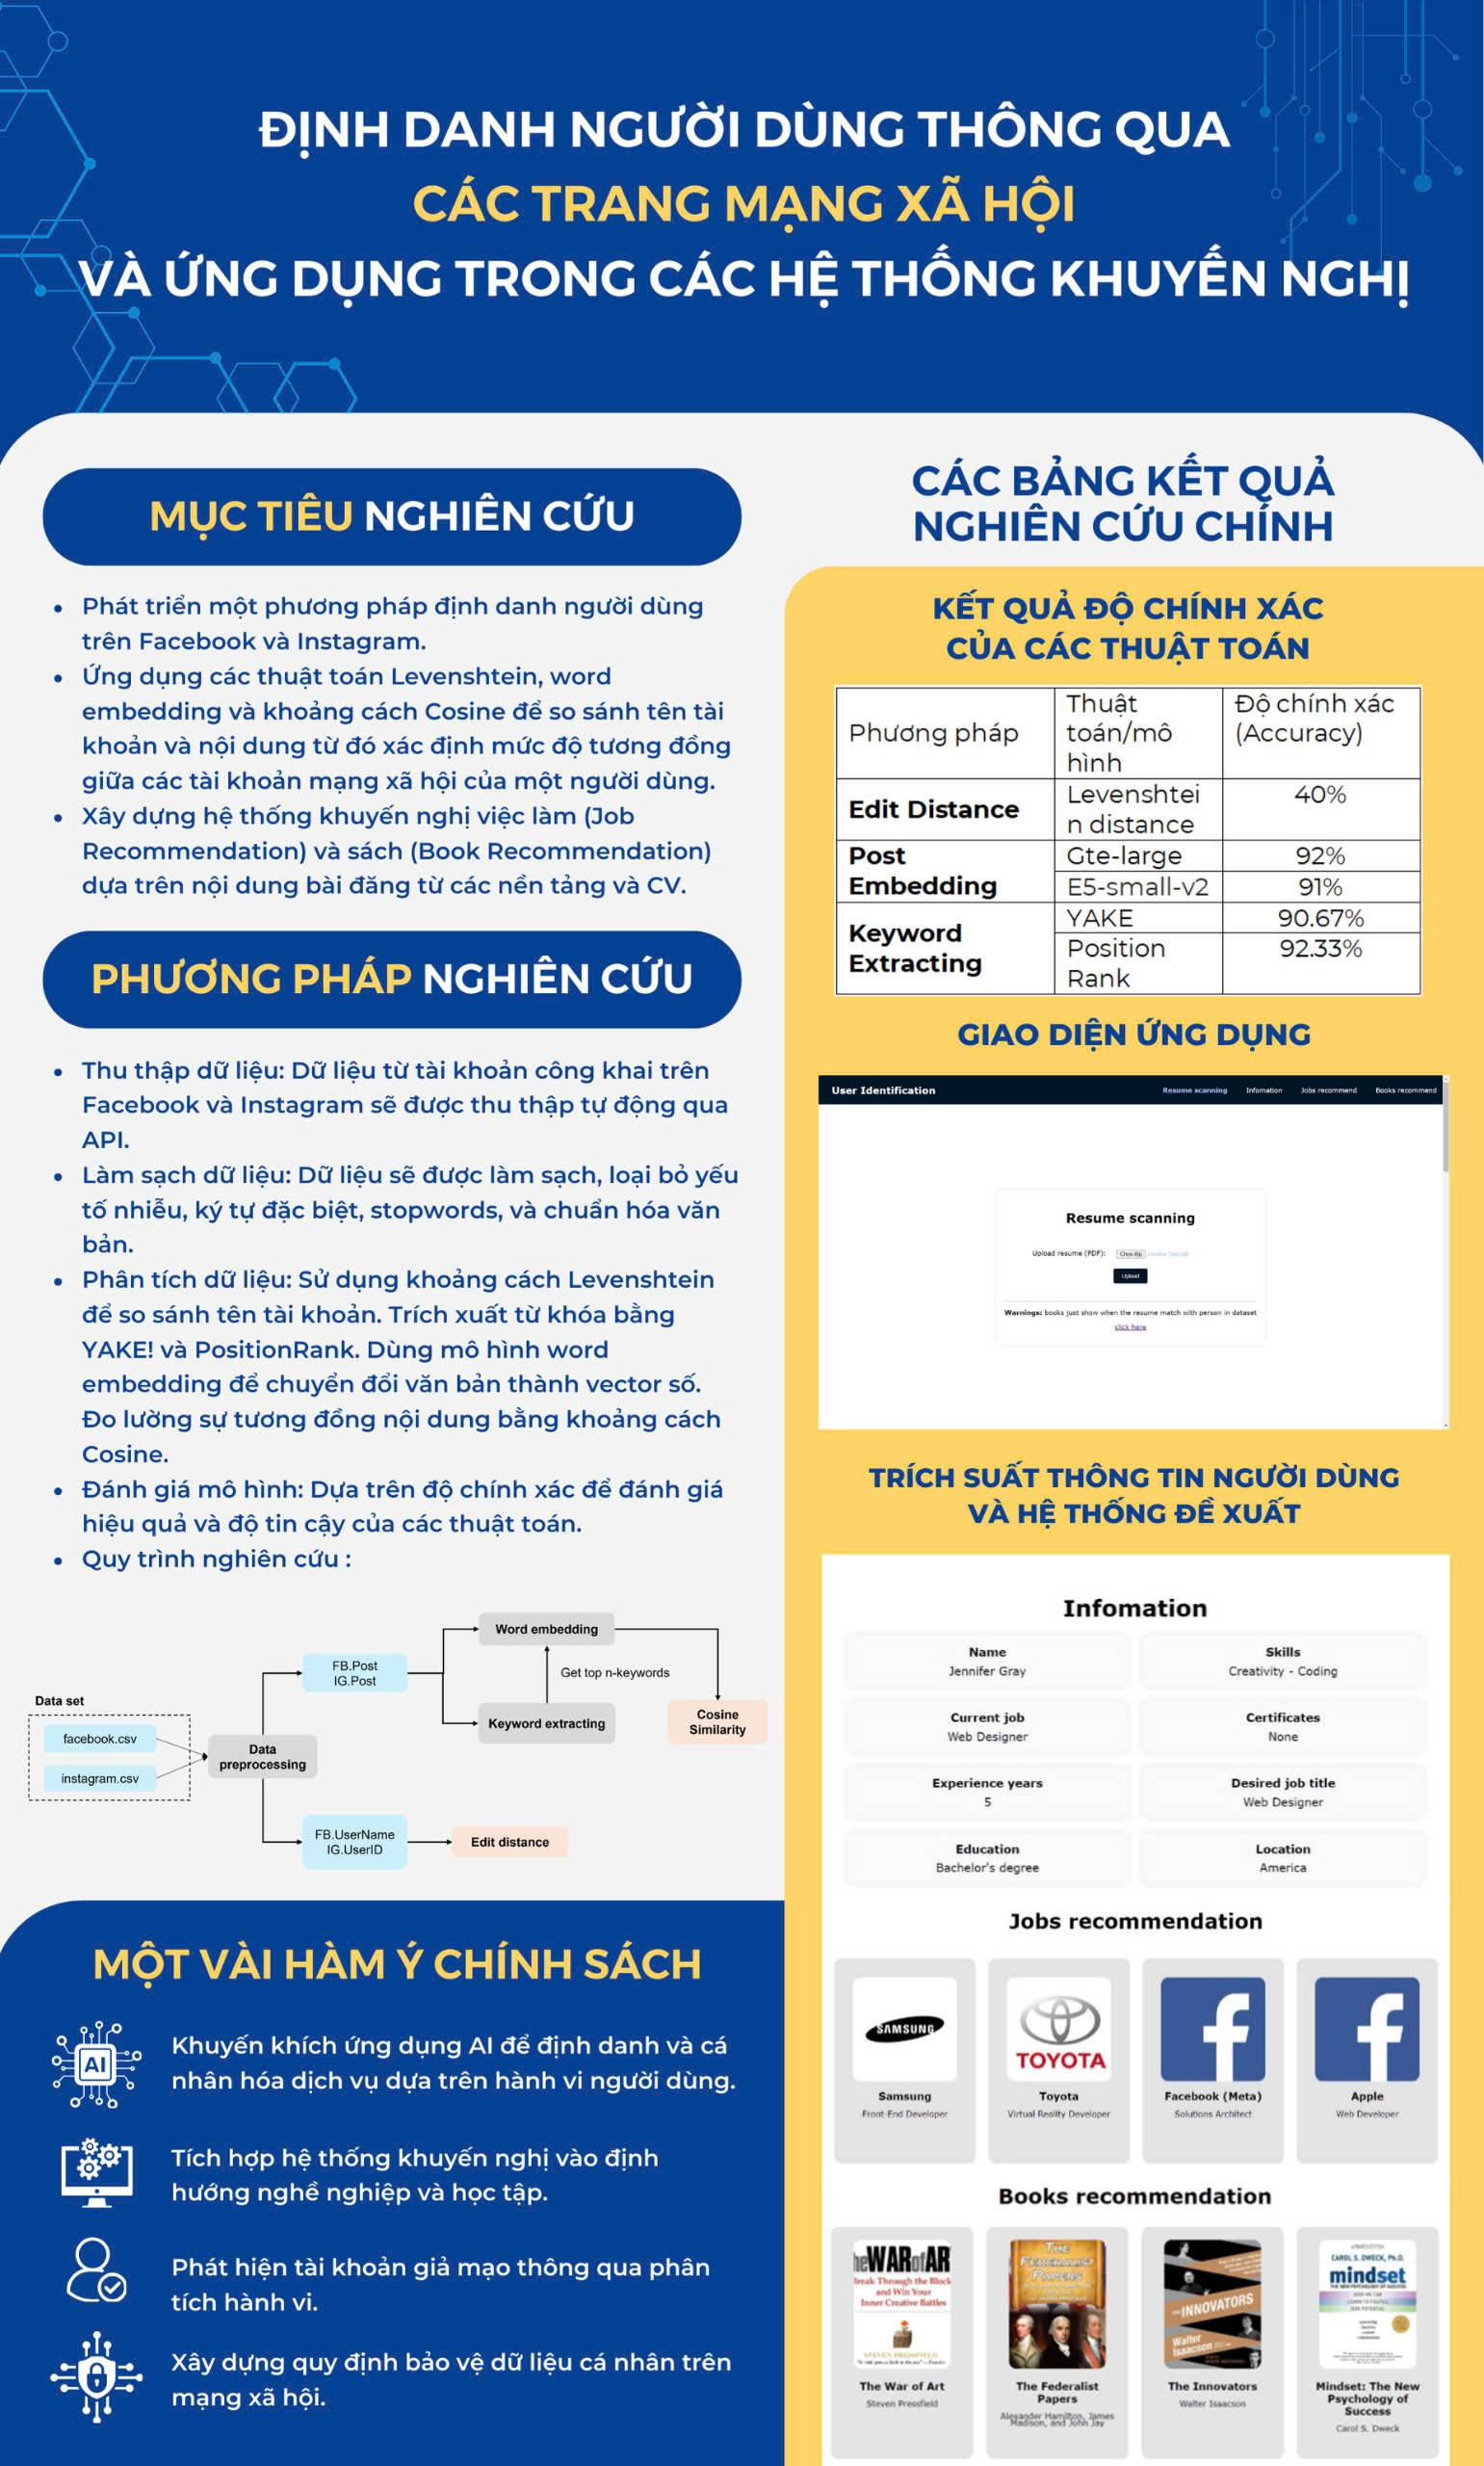 ĐỊNH DANH NGƯỜI DÙNG THÔNG QUA
CÁC TRANG MẠNG XÃ HỘI
VÀ ỨNG DỤNG TRONG CÁC HỆ THỐNG KHUYẾN NGHỊ
MỤC TIÊU NGHIÊN CỨU
• Phát triển một phương pháp định danh người dùng
trên Facebook và Instagram.
• Ứng dụng các thuật toán Levenshtein, word
embedding và khoảng cách Cosine để so sánh tên tài
khoản và nội dung từ đó xác định mức độ tương đồng
giữa các tài khoản mạng xã hội của một người dùng.
• Xây dựng hệ thống khuyến nghị việc làm (Job
Recommendation) và sách (Book Recommendation)
dựa trên nội dung bài đăng từ các nền tảng và CV.
PHƯƠNG PHÁP NGHIÊN CỨU
• Thu thập dữ liệu: Dữ liệu từ tài khoản công khai trên
Facebook và Instagram sẽ được thu thập tự động qua
API.
• Làm sạch dữ liệu: Dữ liệu sẽ được làm sạch, loại bỏ yếu
tố nhiễu, ký tự đặc biệt, stopwords, và chuẩn hóa văn
bản.
• Phân tích dữ liệu: Sử dụng khoảng cách Levenshtein
để so sánh tên tài khoản. Trích xuất từ khóa bằng
YAKE! và PositionRank. Dùng mô hình word
embedding để chuyển đổi văn bản thành vector số.
Đo lường sự tương đồng nội dung bằng khoảng cách
Cosine.
• Đánh giá mô hình: Dựa trên độ chính xác để đánh giá
hiệu quả và độ tin cậy của các thuật toán.
• Quy trình nghiên cứu :
Data set
facebook.csv
instagram.csv
Data
preprocessing
FB.Post
IG.Post
Word embedding
Get top n-keywords
Keyword extracting
Cosine
Similarity
FB.UserName
IG.UserID
Edit distance
MỘT VÀI HÀM Ý CHÍNH SÁCH
AI
Khuyến khích ứng dụng AI để định danh và cá
nhân hóa dịch vụ dựa trên hành vi người dùng.
Tích hợp hệ thống khuyến nghị vào định
hướng nghề nghiệp và học tập.
Phát hiện tài khoản giả mạo thông qua phân
tích hành vi.
Xây dựng quy định bảo vệ dữ liệu cá nhân trên
mạng xã hội.
CÁC BẢNG KẾT QUẢ
NGHIÊN CỨU CHÍNH
KẾT QUẢ ĐỘ CHÍNH XÁC
CỦA CÁC THUẬT TOÁN
Phương pháp
Thuật
toán/mô
hình
Độ chính xác
(Accuracy)
Edit Distance
Levenshtei
n distance
40%
Post
Embedding
Gte-large
92%
E5-small-v2
91%
Keyword
Extracting
YAKE
90.67%
Position
Rank
92.33%
GIAO DIỆN ỨNG DỤNG
User Identification
Resume scanning Infomation Jobs recommend Books recommend
Resume scanning
Upload resume (PDF):
Upload
Warnings: books just show when the resume match with person in dataset
click here
TRÍCH SUẤT THÔNG TIN NGƯỜI DÙNG
VÀ HỆ THỐNG ĐỀ XUẤT
Infomation
Name
Jennifer Gray
Skills
Creativity - Coding
Current job
Web Designer
Certificates
None
Experience years
5
Desired job title
Web Designer
Education
Bachelor's degree
Location
America
Jobs recommendation
SAMSUNG
Samsung
Front-End Developer
TOYOTA
Toyota
Virtual Reality Developer
f
Facebook (Meta)
Solutions Architect
f
Apple
Web Developer
Books recommendation
heWARofAR
Break Through the Block
and Win Your
Inner Creative Battles
STEVEN PRESSFIELD
The War of Art
Steven Pressfield
THE
FEDERALIST
PAPERS
The Federalist
Papers
Alexander Hamilton, James
Madison, and John Jay
THE INNOVATORS
Walter
Isaacson
The Innovators
Walter Isaacson
CAROL S. DWECK, Ph.D.
mindset
Mindset: The New
Psychology of
Success
Carol S. Dweck